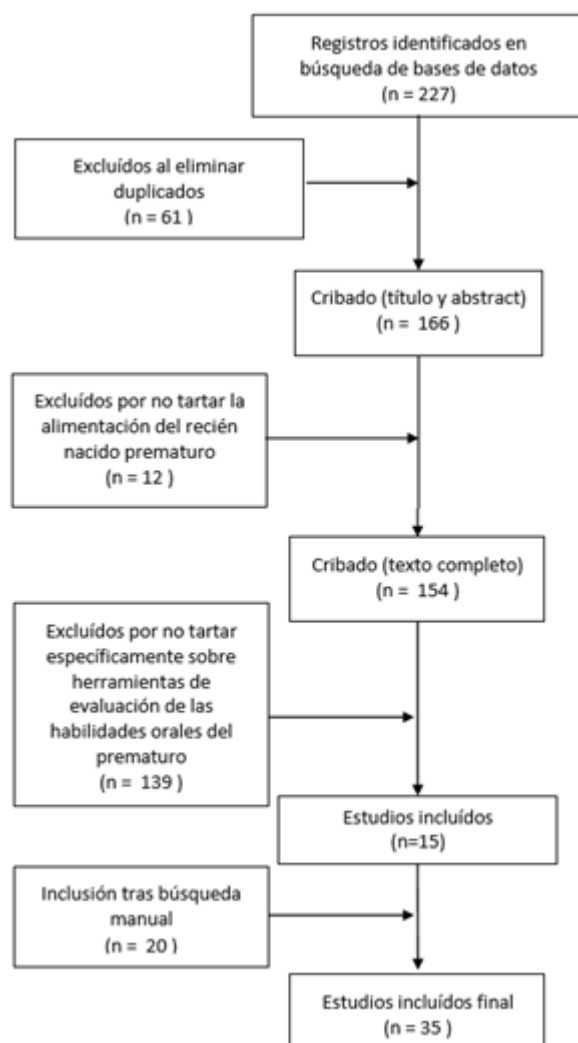 Registros identificados en
búsqueda de bases de datos
(n = 227)
Excluídos al eliminar
duplicados
(n = 61 )
Cribado (título y abstract)
(n = 166 )
Excluídos por no tartar la
alimentación del recién
nacido prematuro
(n = 12 )
Cribado (texto completo)
(n = 154 )
Excluídos por no tartar
específicamente sobre
herramientas de
evaluación de las
habilidades orales del
prematuro
(n = 139 )
Estudios incluídos
(n=15)
Inclusión tras búsqueda
manual
(n = 20 )
Estudios incluídos final
(n = 35 )